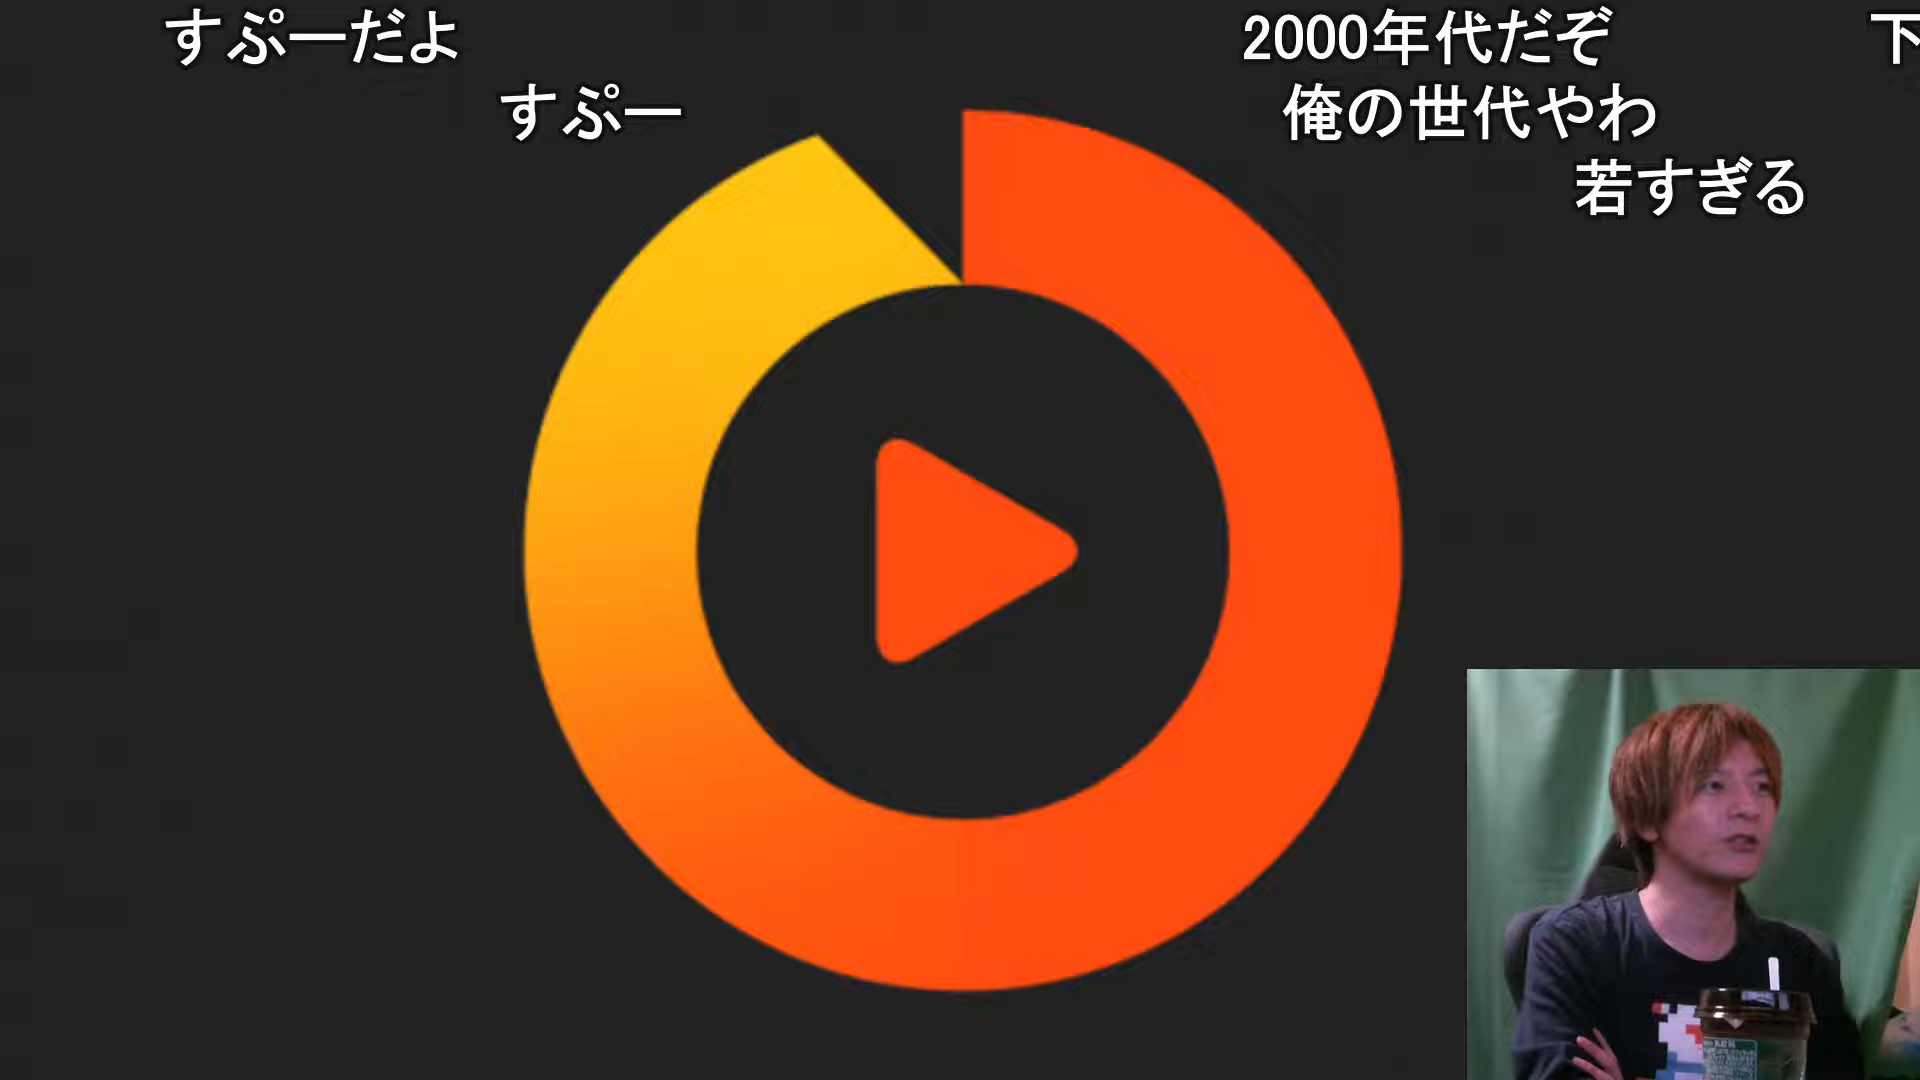 すぷーだよ
2000年代だぞ
下
すぷー
俺の世代やわ
若すぎる